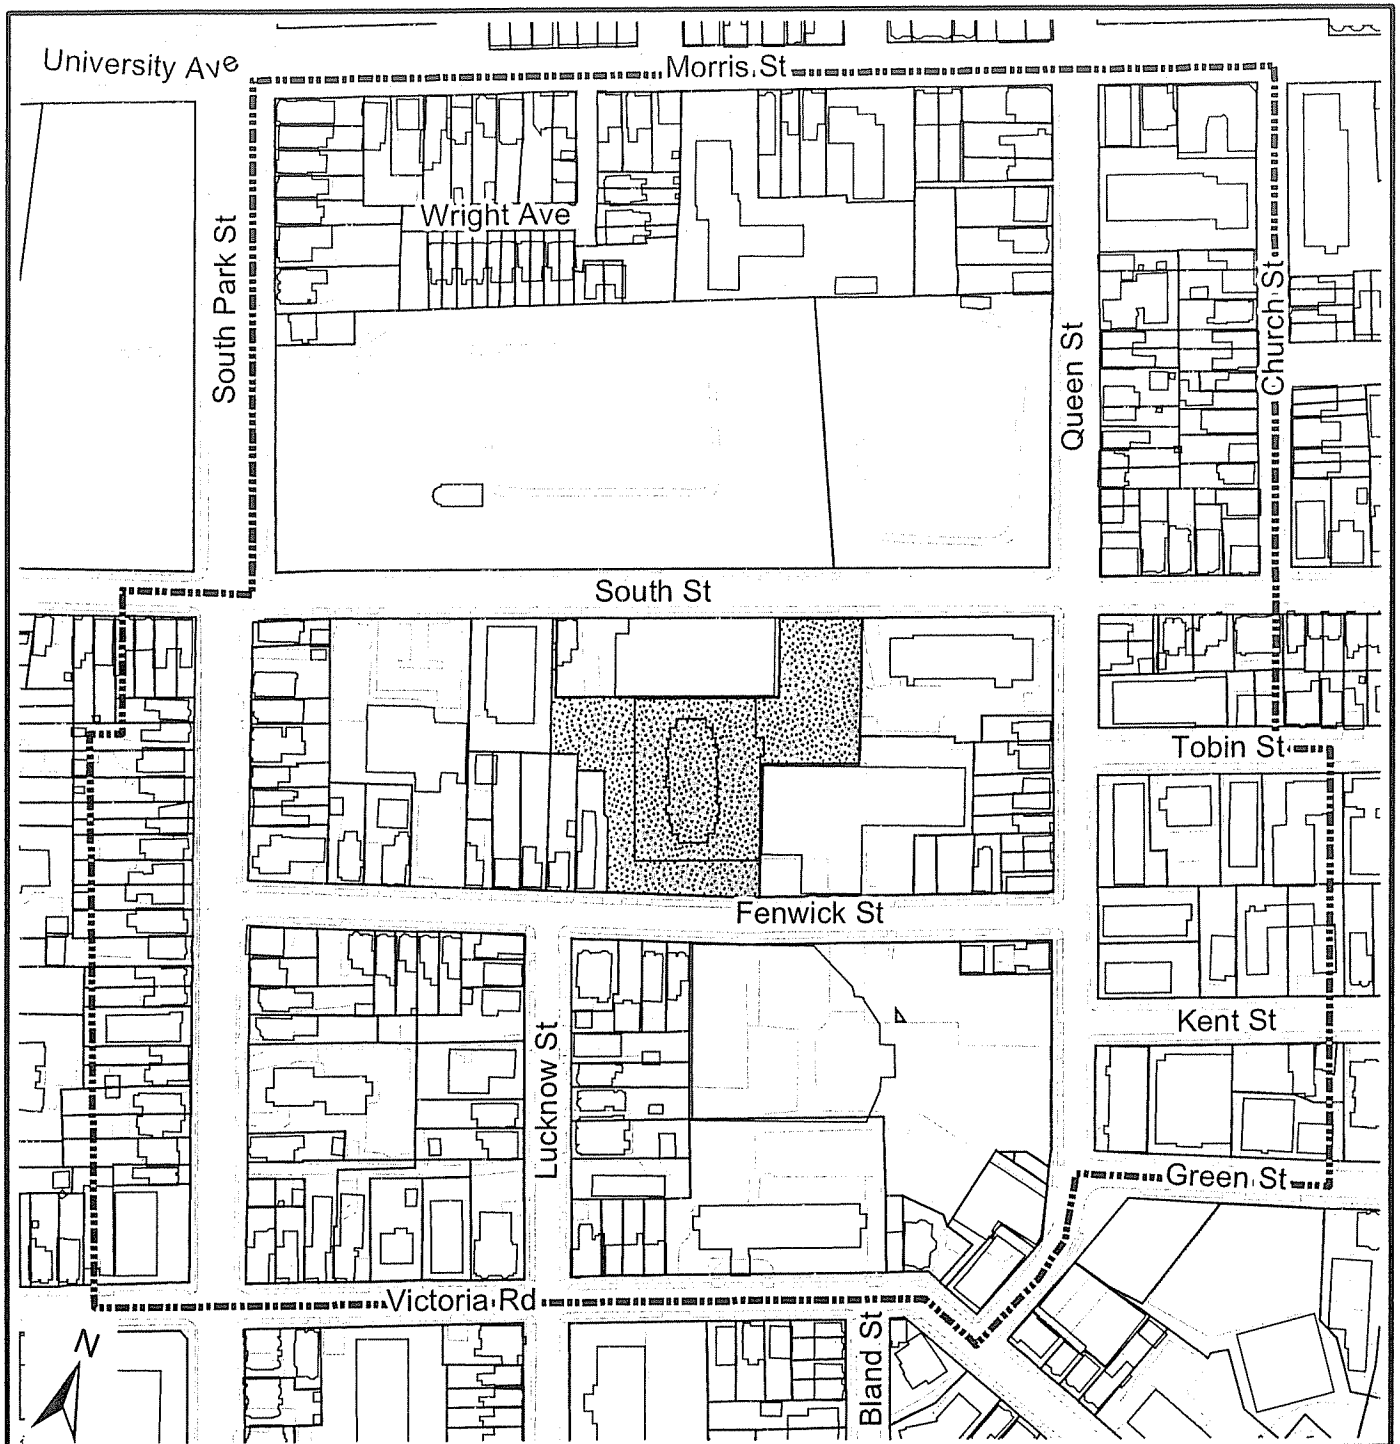 University Ave
Morris St
Wright Ave
South Park St
Queen St
Church St
South St
Tobin St
Fenwick St
Kent St
Lucknow St
Green St
Victoria Rd
Bland St
N